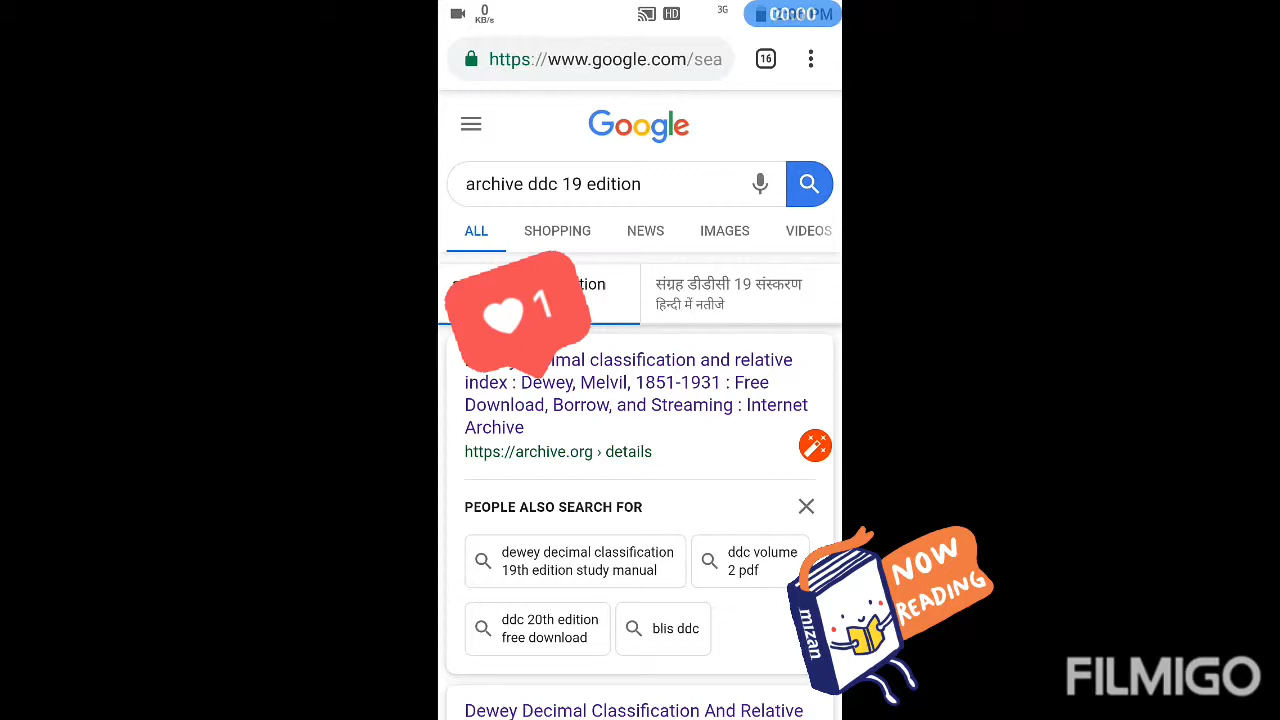 0
KB/s
HD
3G
00:00
PM
https://www.google.com/sea
16
Google
archive ddc 19 edition
ALL SHOPPING NEWS IMAGES VIDEOS
1
संग्रह डीडीसी 19 संस्करण
हिन्दी में नतीजे
classification and relative
index : Dewey, Melvil, 1851-1931 : Free
Download, Borrow, and Streaming : Internet
Archive
https://archive.org › details
PEOPLE ALSO SEARCH FOR
dewey decimal classification
19th edition study manual
ddc volume
2 pdf
ddc 20th edition
free download
blis ddc
NOW
READING
mizan
Dewey Decimal Classification And Relative
FILMIGO